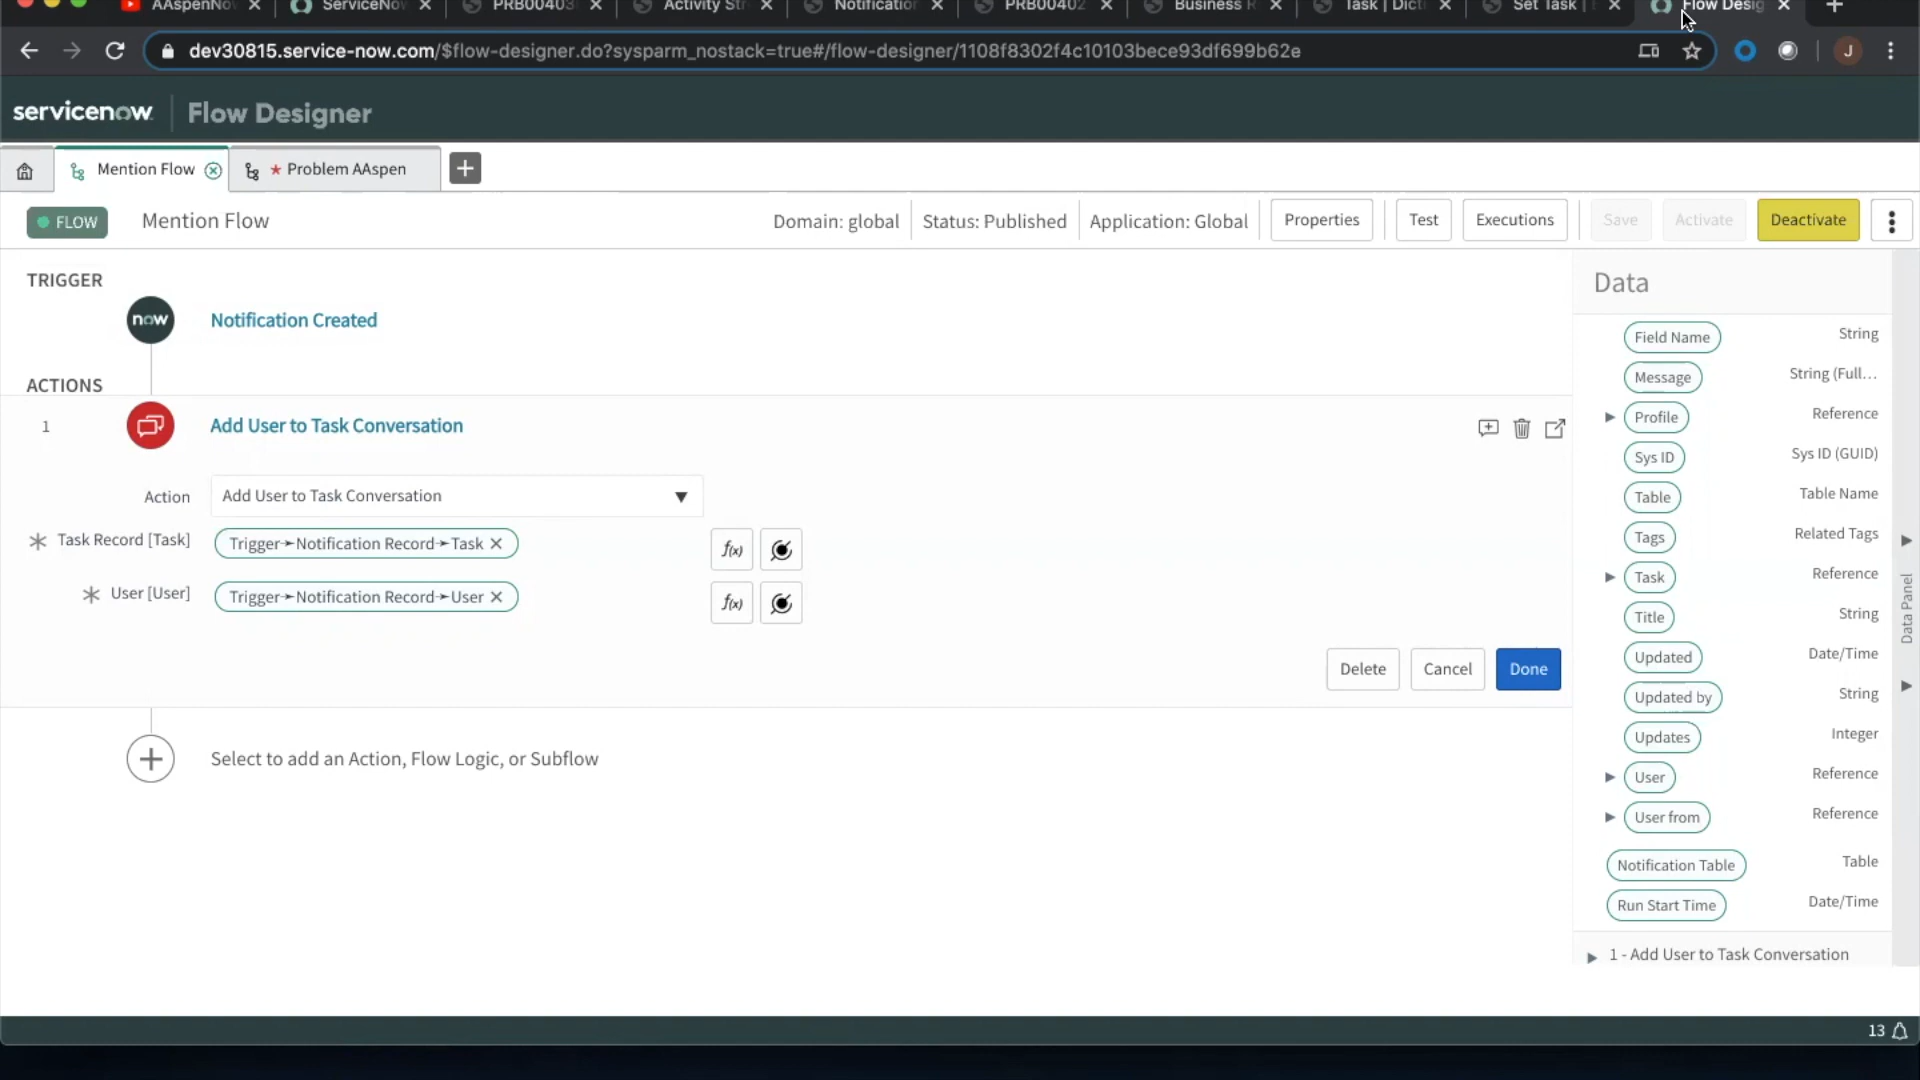 AAspenNo
ServiceNo
PRB00403
Activity Str
Notification
PRB00402
Business R
Task | Dicti
Set Task |
Flow Desig
dev30815.service-now.com/$flow-designer.do?sysparm_nostack=true#/flow-designer/1108f8302f4c10103bece93df699b62e
J
servicenow Flow Designer
Mention Flow
* Problem AAspen
FLOW
Mention Flow
Domain: global
Status: Published
Application: Global
Properties
Test
Executions
Save
Activate
Deactivate
TRIGGER
now
Notification Created
ACTIONS
1
Add User to Task Conversation
Action
Add User to Task Conversation
Task Record [Task]
Trigger➛Notification Record➛Task
f(x)
User [User]
Trigger➛Notification Record➛User
f(x)
Delete
Cancel
Done
Select to add an Action, Flow Logic, or Subflow
Data
Field Name String
Message String (Full...
Profile Reference
Sys ID Sys ID (GUID)
Table Table Name
Tags Related Tags
Task Reference
Title String
Updated Date/Time
Updated by String
Updates Integer
User Reference
User from Reference
Notification Table Table
Run Start Time Date/Time
1 - Add User to Task Conversation
Data Panel
13